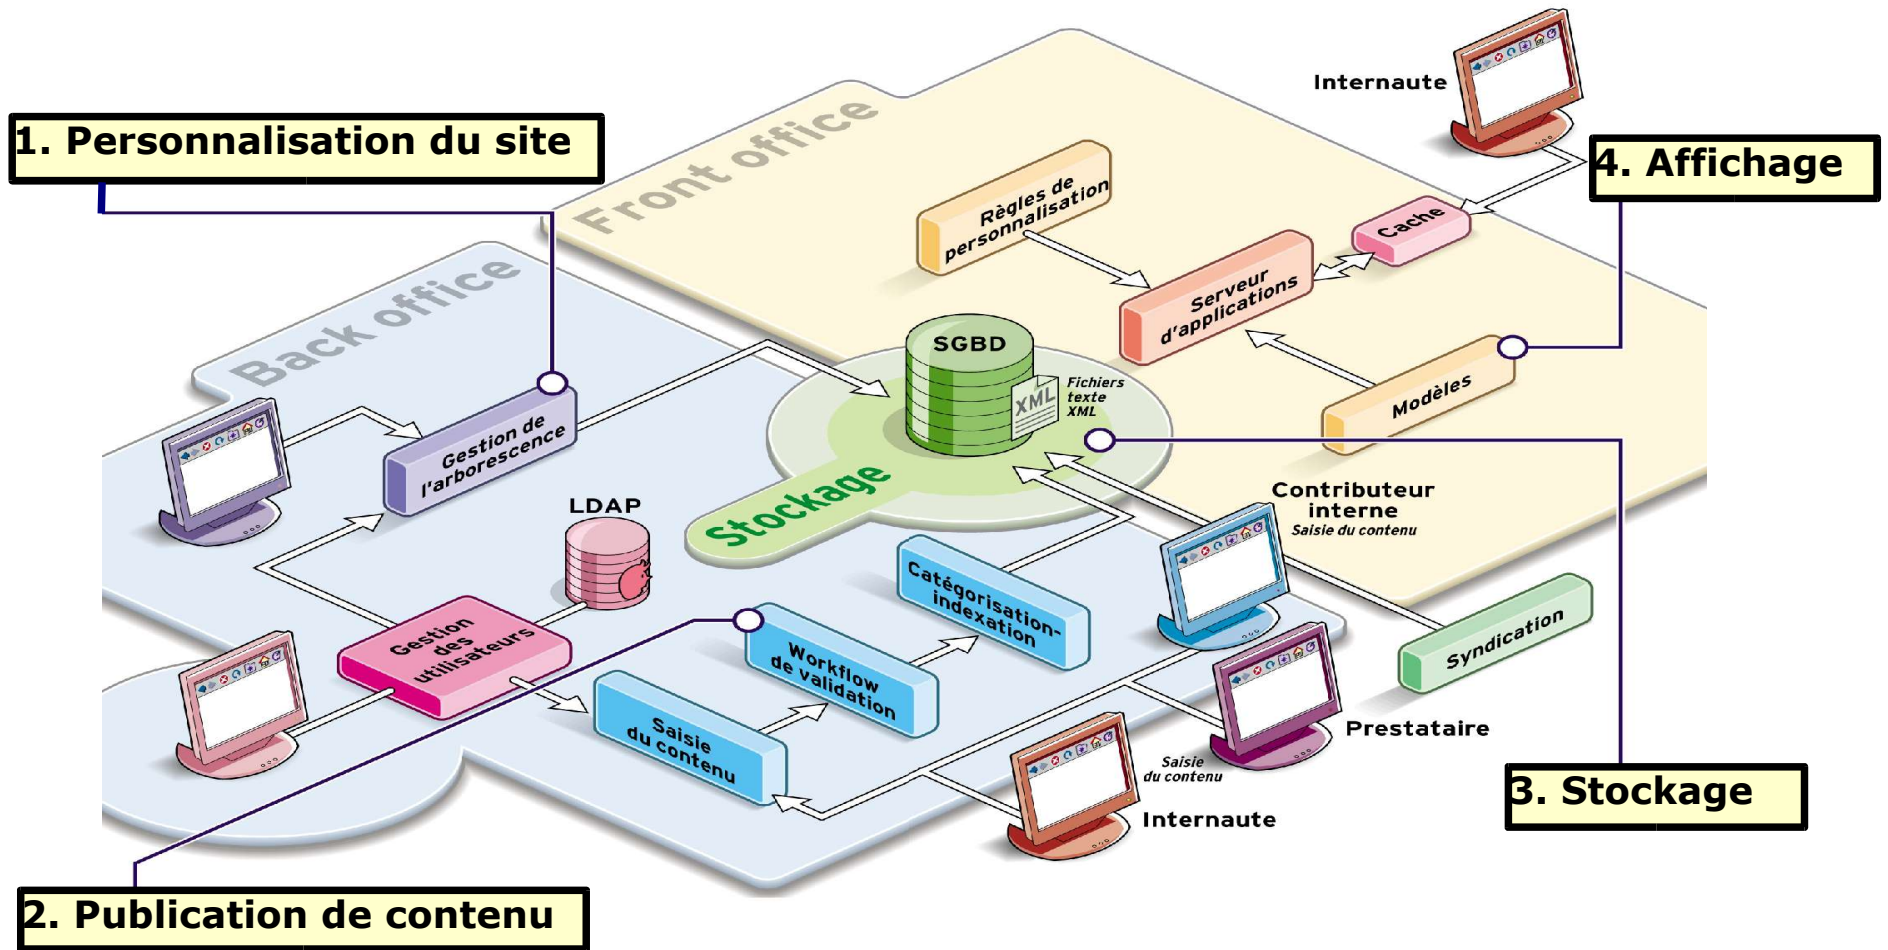 Internaute
1. Personnalisation du site
Front office
4. Affichage
Règles de
personnalisation
Cache
Back office
Serveur
d'applications
SGBD
XML
Fichiers
texte
XML
Modèles
Gestion de
l'arborescence
LDAP
Stockage
Contributeur
interne
Saisie du contenu
Catégorisation-
indexation
Gestion
des
utilisateurs
Workflow
de validation
Syndication
Saisie
du contenu
Prestataire
Saisie
du contenu
Internaute
3. Stockage
2. Publication de contenu